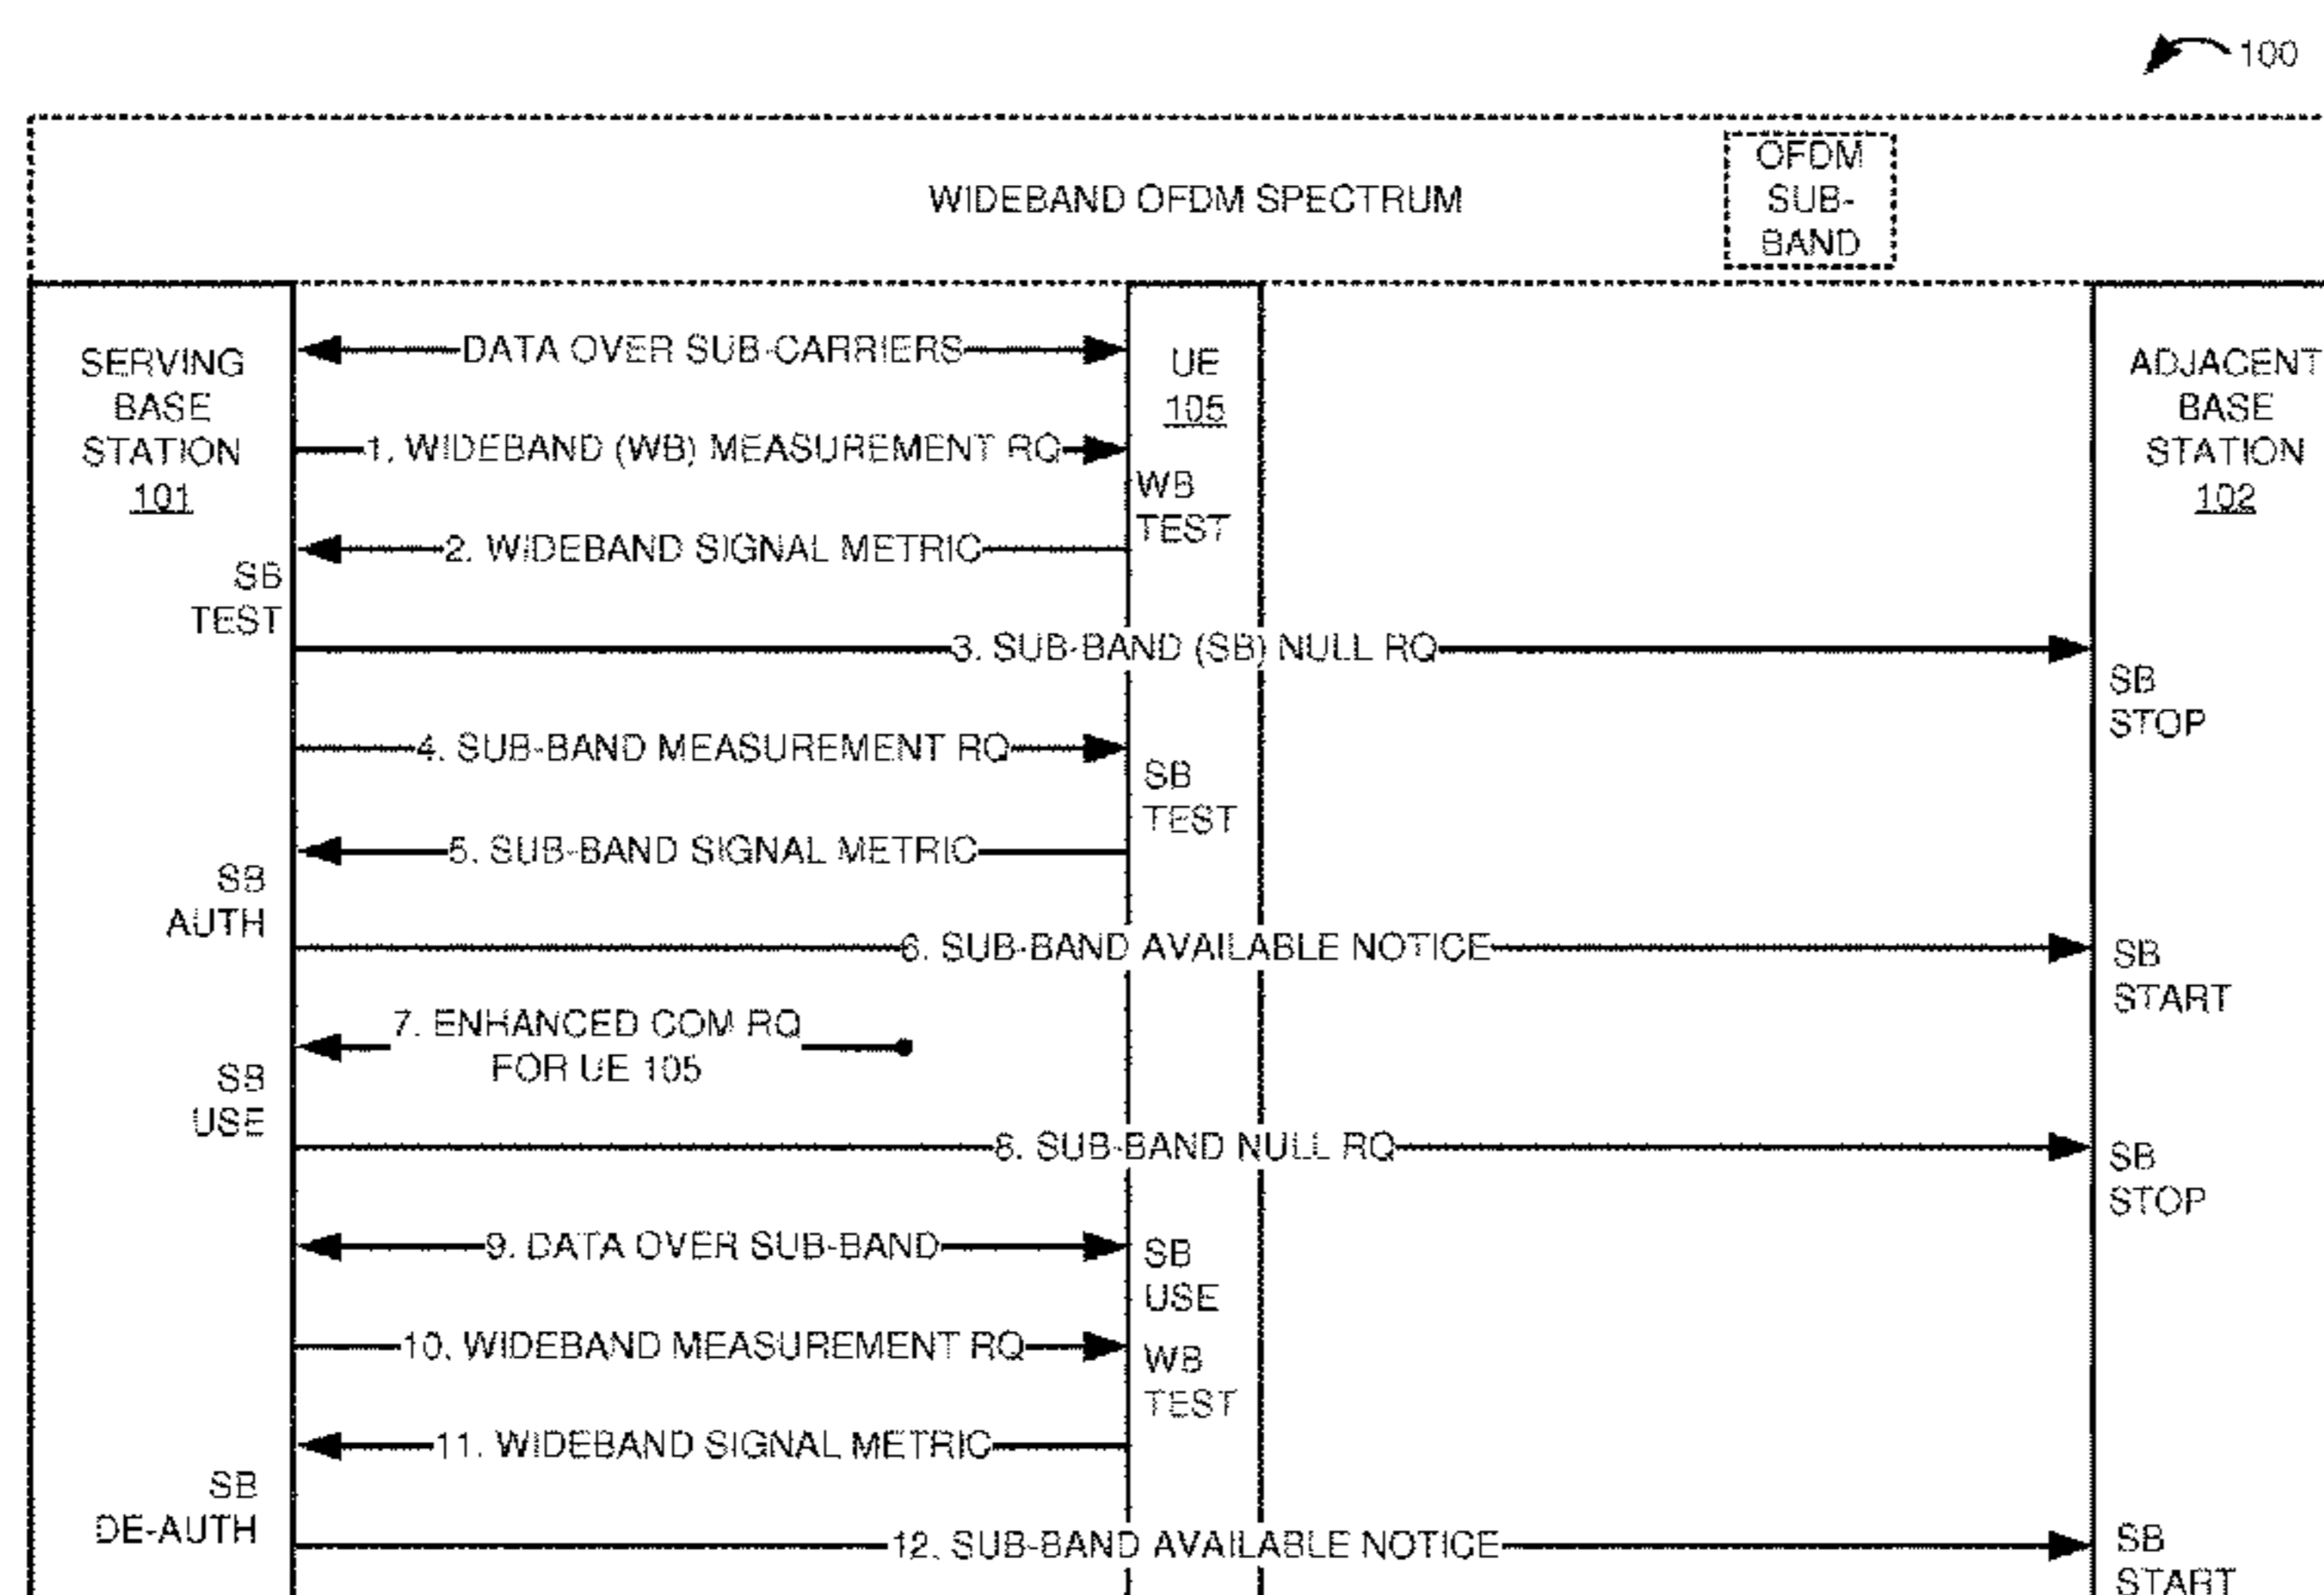 100
WIDEBAND OFDM SPECTRUM
OFDM
SUB-
BAND
SERVING
BASE
STATION
101
DATA OVER SUB-CARRIERS
UE
105
ADJACENT
BASE
STATION
102
1. WIDEBAND (WB) MEASUREMENT RQ
WB
TEST
2. WIDEBAND SIGNAL METRIC
SB
TEST
3. SUB-BAND (SB) NULL RQ
SB
STOP
4. SUB-BAND MEASUREMENT RQ
SB
TEST
5. SUB-BAND SIGNAL METRIC
SB
AUTH
6. SUB-BAND AVAILABLE NOTICE
SB
START
7. ENHANCED COM RQ
FOR UE 105
SB
USE
8. SUB-BAND NULL RQ
SB
STOP
9. DATA OVER SUB-BAND
SB
USE
10. WIDEBAND MEASUREMENT RQ
WB
TEST
11. WIDEBAND SIGNAL METRIC
SB
DE-AUTH
12. SUB-BAND AVAILABLE NOTICE
SB
START